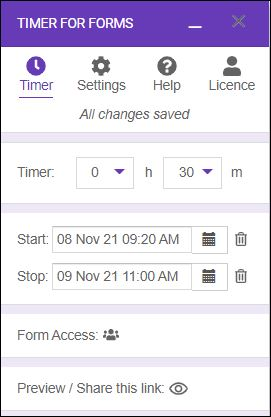 TIMER FOR FORMS
Timer Settings Help Licence
All changes saved
Timer: 0 h 30 m
Start: 08 Nov 21 09:20 AM
Stop: 09 Nov 21 11:00 AM
Form Access:
Preview / Share this link: